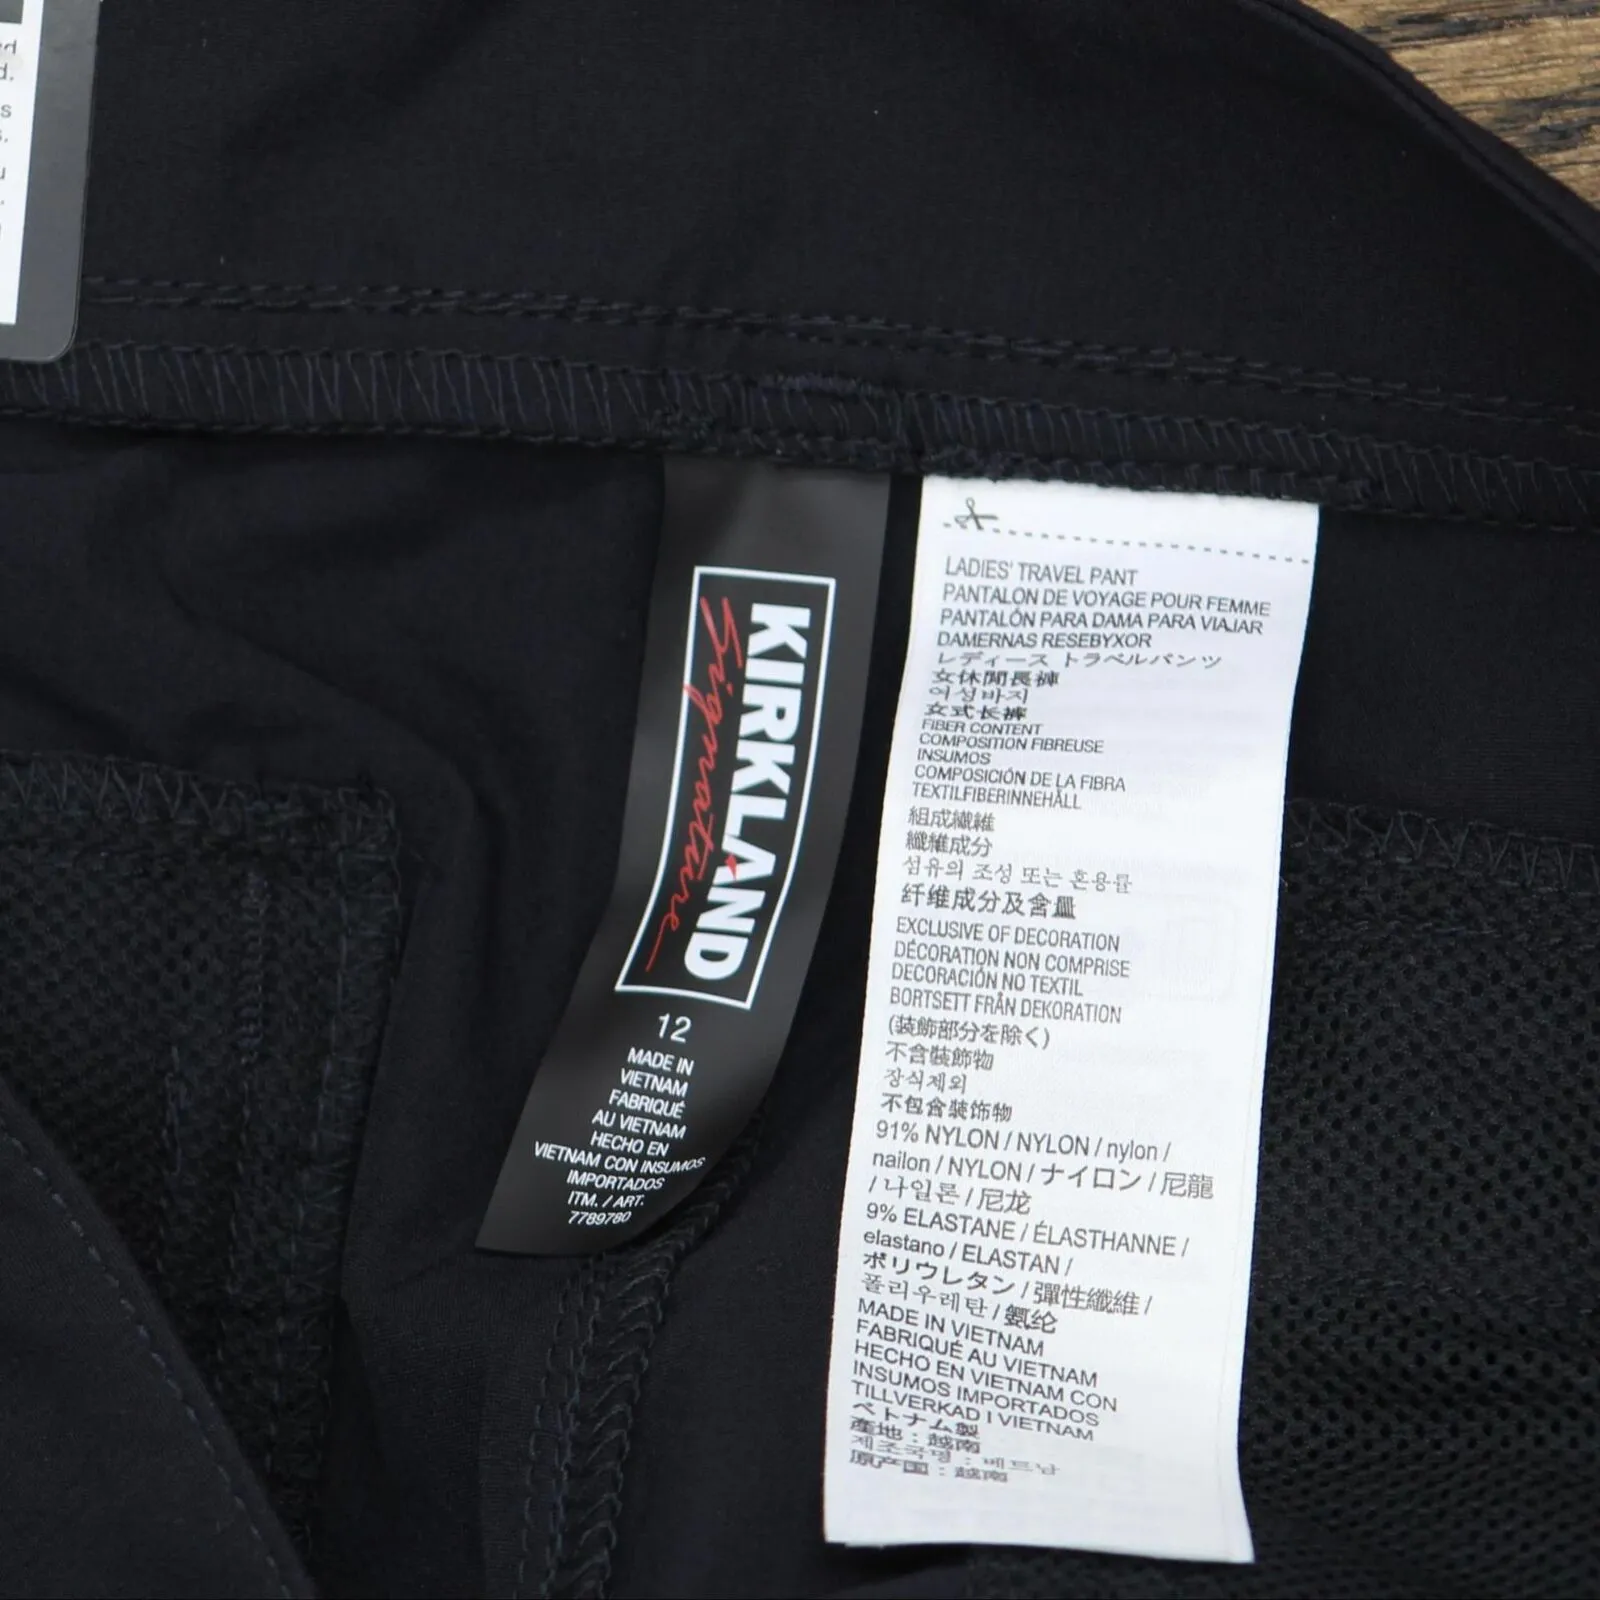 KIRKLAND
Signature
12
MADE IN
VIETNAM
FABRIQUÉ
AU VIETNAM
HECHO EN
VIETNAM CON INSUMOS
IMPORTADOS
ITM. / ART.
7789780
LADIES' TRAVEL PANT
PANTALON DE VOYAGE POUR FEMME
PANTALÓN PARA DAMA PARA VIAJAR
DAMERNAS RESEBYXOR
レディース トラベルパンツ
女休閒長褲
여성바지
女式长裤
FIBER CONTENT
COMPOSITION FIBREUSE
INSUMOS
COMPOSICIÓN DE LA FIBRA
TEXTILFIBERINNEHÅLL
組成繊維
纖維成分
섬유의 조성 또는 혼용률
纤维成分及含量
EXCLUSIVE OF DECORATION
DÉCORATION NON COMPRISE
DECORACIÓN NO TEXTIL
BORTSETT FRÅN DEKORATION
(装飾部分を除く)
不含裝飾物
장식제외
不包含装饰物
91% NYLON / NYLON / nylon /
nailon / NYLON / ナイロン / 尼龍
/ 나일론 / 尼龙
9% ELASTANE / ÉLASTHANNE /
elastano / ELASTAN /
ポリウレタン / 彈性纖維 /
폴리우레탄 / 氨纶
MADE IN VIETNAM
FABRIQUÉ AU VIETNAM
HECHO EN VIETNAM CON
INSUMOS IMPORTADOS
TILLVERKAD I VIETNAM
ベトナム製
產地 : 越南
제조국명 : 베트남
原产国 : 越南